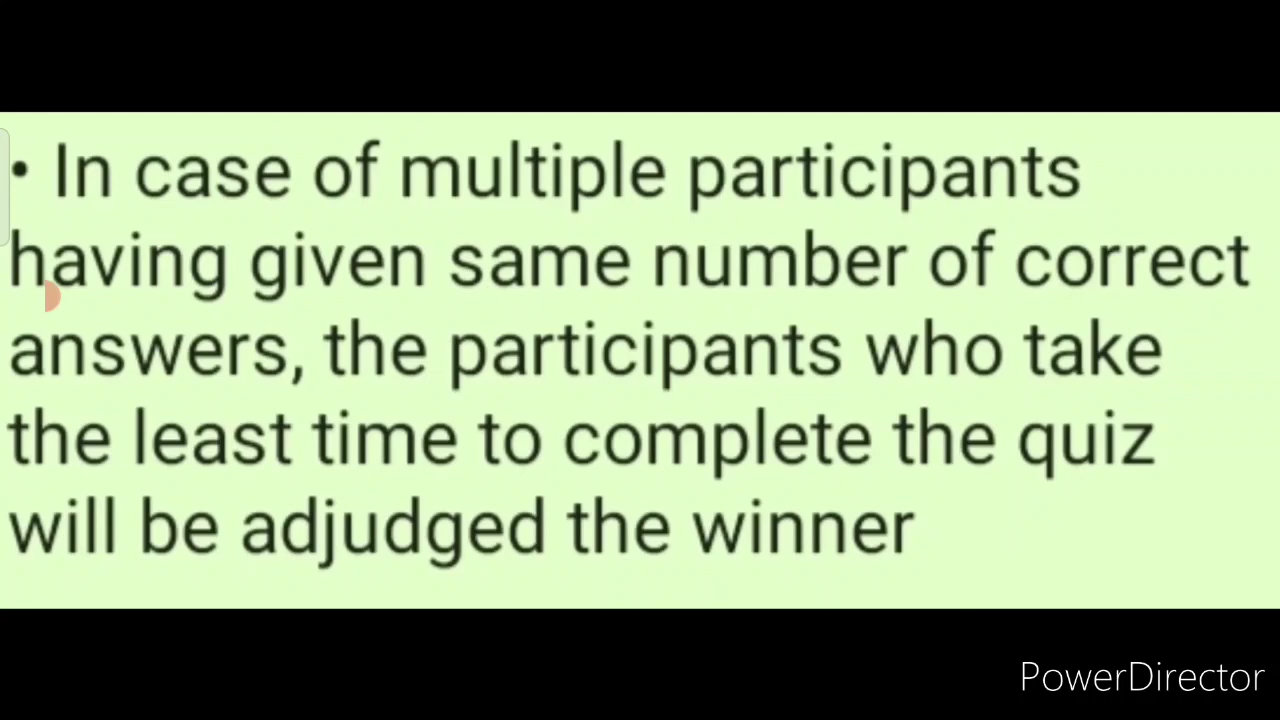 • In case of multiple participants
having given same number of correct
answers, the participants who take
the least time to complete the quiz
will be adjudged the winner
PowerDirector